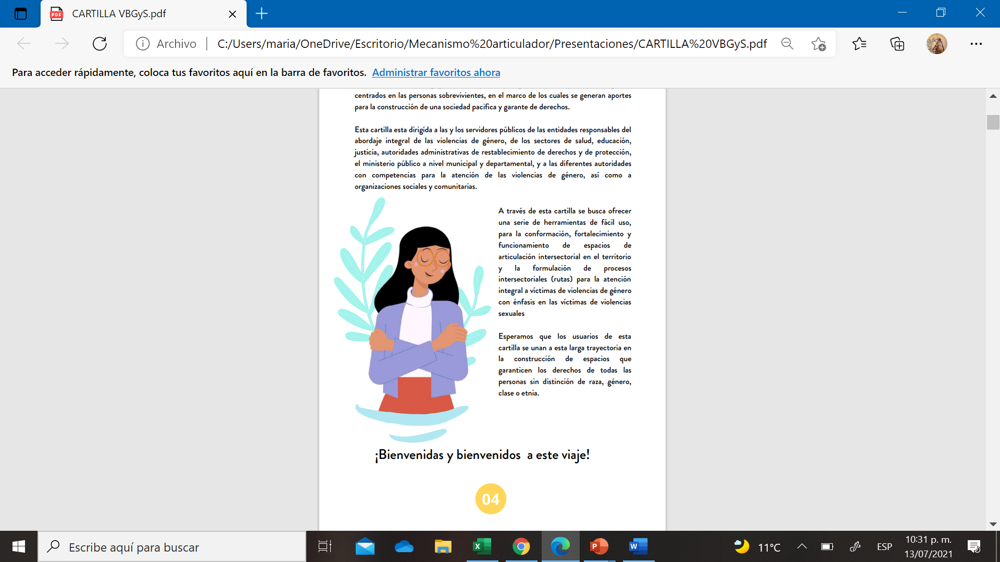 CARTILLA VBGyS.pdf
Archivo
C:/Users/maria/OneDrive/Escritorio/Mecanismo%20articulador/Presentaciones/CARTILLA%20VBGyS.pdf
Para acceder rápidamente, coloca tus favoritos aquí en la barra de favoritos. Administrar favoritos ahora
centrados en las personas sobrevivientes, en el marco de los cuales se generan aportes
para la construcción de una sociedad pacifica y garante de derechos.
Esta cartilla esta dirigída a las y los servidores públicos de las entidades responsables del
abordaje integral de las violencias de género, de los sectores de salud, educación,
justicia, autoridades administrativas de restablecimiento de derechos y de protección,
el ministerio público a nivel municipal y departamental, y a las diferentes autoridades
con competencias para la atención de las violencias de género, así como a
organizaciones sociales y comunitarias.
A través de esta cartilla se busca ofrecer
una serie de herramientas de fácil uso,
para la conformación, fortalecimiento y
funcionamiento de espacios de
articulación intersectorial en el territorio
y la formulación de procesos
intersectoriales (rutas) para la atención
integral a víctimas de violencias de género
con énfasis en las víctimas de violencias
sexuales
Esperamos que los usuarios de esta
cartilla se unan a esta larga trayectoria en
la construcción de espacios que
garanticen los derechos de todas las
personas sin distinción de raza, género,
clase o etnia.
¡Bienvenidas y bienvenidos a este viaje!
04
Escribe aquí para buscar
11°C
ESP
10:31 p. m.
13/07/2021